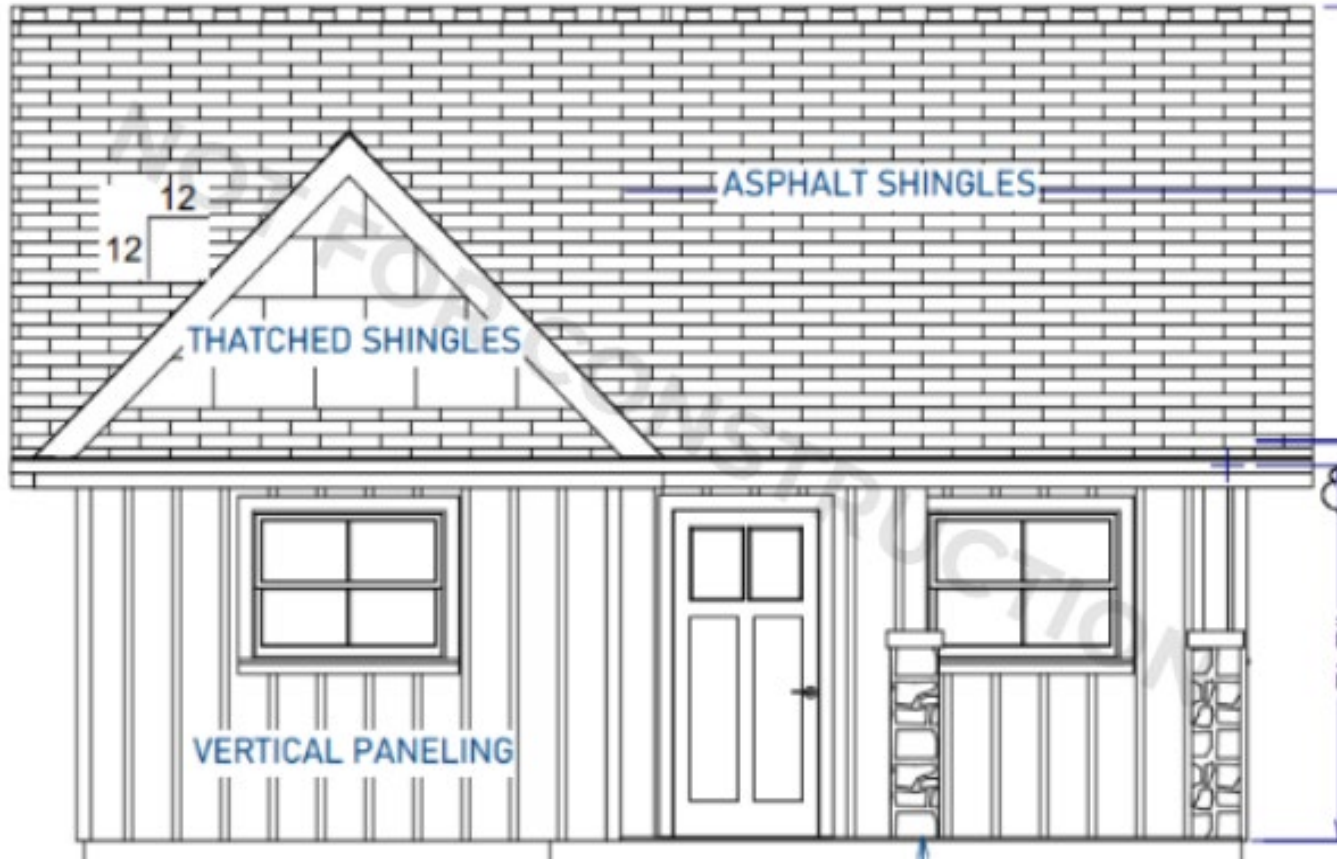 ASPHALT SHINGLES
12
12
THATCHED SHINGLES
NOT FOR CONSTRUCTION
VERTICAL PANELING